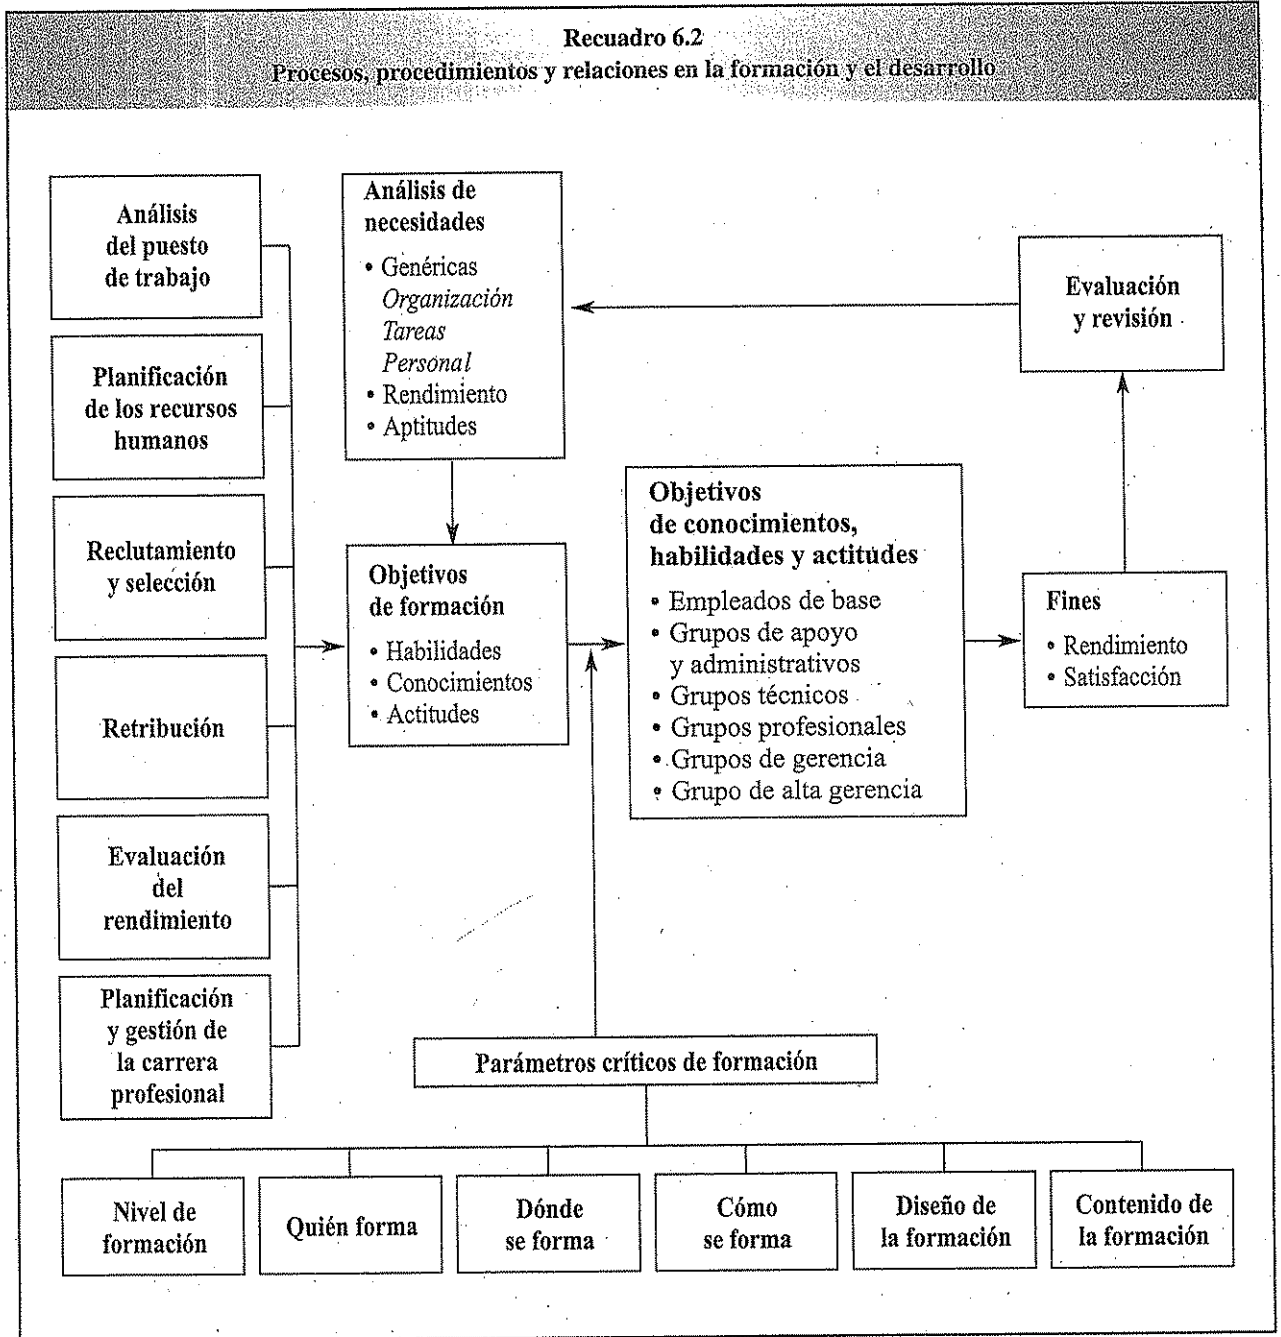 Recuadro 6.2
Procesos, procedimientos y relaciones en la formación y el desarrollo
Análisis
del puesto
de trabajo
Planificación
de los recursos
humanos
Reclutamiento
y selección
Retribución
Evaluación
del
rendimiento
Planificación
y gestión de
la carrera
profesional
Análisis de
necesidades
• Genéricas
Organización
Tareas
Personal
• Rendimiento
• Aptitudes
Objetivos
de formación
• Habilidades
• Conocimientos
• Actitudes
Objetivos
de conocimientos,
habilidades y actitudes
• Empleados de base
• Grupos de apoyo
y administrativos
• Grupos técnicos
• Grupos profesionales
• Grupos de gerencia
• Grupo de alta gerencia
Evaluación
y revisión
Fines
• Rendimiento
• Satisfacción
Parámetros críticos de formación
Nivel de
formación
Quién forma
Dónde
se forma
Cómo
se forma
Diseño de
la formación
Contenido de
la formación